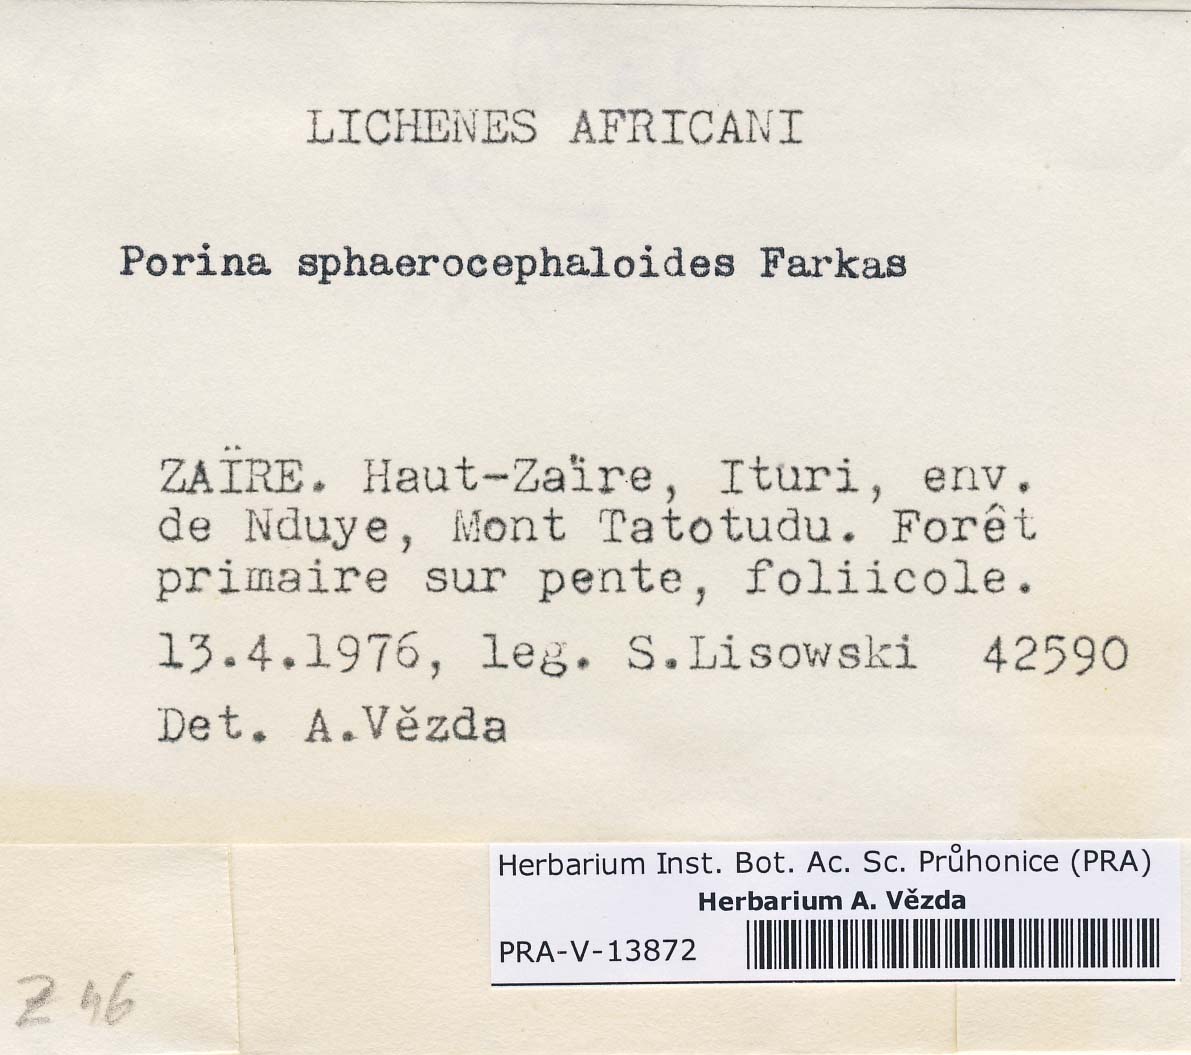 LICHENES AFRICANI
Porina sphaerocephaloides Farkas
ZAÏRE. Haut-Zaïre, Ituri, env.
de Nduye, Mont Tatotudu. Forêt
primaire sur pente, foliicole.
13.4.1976, leg. S.Lisowski 42590
Det. A.Vězda
Herbarium Inst. Bot. Ac. Sc. Průhonice (PRA)
Herbarium A. Vězda
PRA-V-13872
Z 46